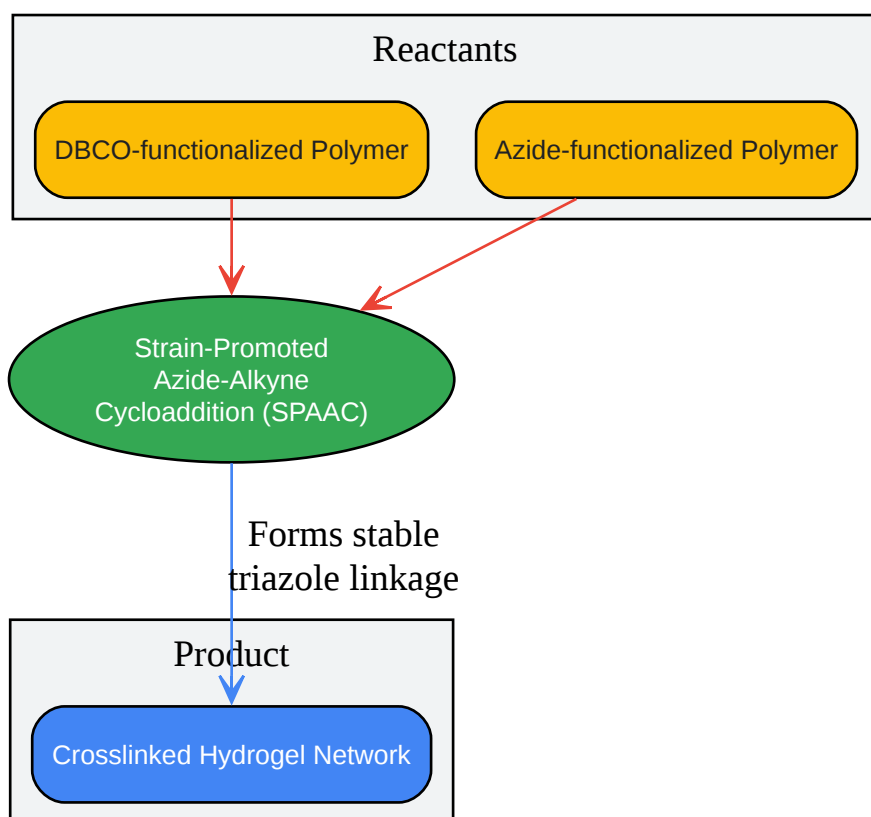 Reactants
DBCO-functionalized Polymer
Azide-functionalized Polymer
Strain-Promoted
Azide-Alkyne
Cycloaddition (SPAAC)
Forms stable
triazole linkage
Product
Crosslinked Hydrogel Network